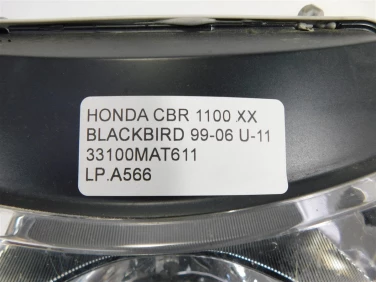 HONDA CBR 1100 XX
BLACKBIRD 99-06 U-11
33100MAT611
LP.A566